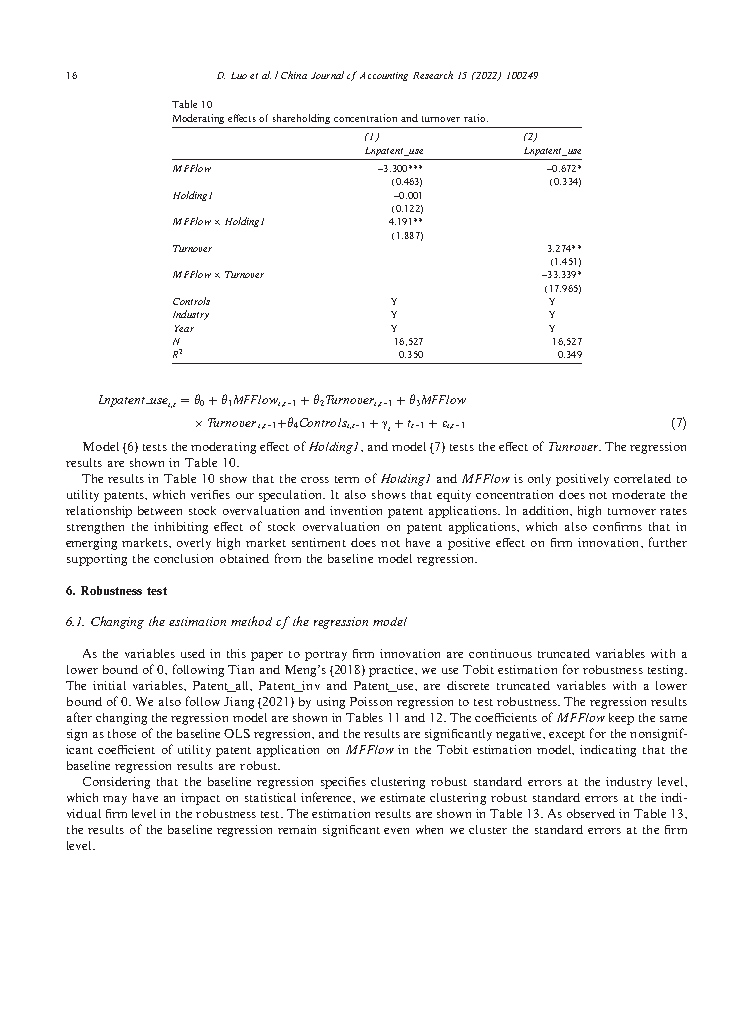 16
D. Luo et al. / China Journal of Accounting Research 15 (2022) 100249
Table 10
Moderating effects of shareholding concentration and turnover ratio.
(1) (2)
Lnpatent_use Lnpatent_use
MFFlow −3.300*** −0.672*
(0.463) (0.334)
Holding1 −0.001
(0.122)
MFFlow × Holding1 4.191**
(1.887)
Turnover 3.274**
(1.451)
MFFlow × Turnover −33.339*
(17.965)
Controls Y Y
Industry Y Y
Year Y Y
N 16,527 16,527
R² 0.350 0.349
Lnpatent_use_{i,t} = θ0 + θ1MFFlow_{i,t−1} + θ2Turnover_{i,t−1} + θ3MFFlow
× Turnover_{i,t−1}+θ4Controls_{i,t−1} + γ_i + t_{t−1} + ε_{i,t−1} (7)
Model (6) tests the moderating effect of Holding1, and model (7) tests the effect of Tunrover. The regression
results are shown in Table 10.
The results in Table 10 show that the cross term of Holding1 and MFFlow is only positively correlated to
utility patents, which verifies our speculation. It also shows that equity concentration does not moderate the
relationship between stock overvaluation and invention patent applications. In addition, high turnover rates
strengthen the inhibiting effect of stock overvaluation on patent applications, which also confirms that in
emerging markets, overly high market sentiment does not have a positive effect on firm innovation, further
supporting the conclusion obtained from the baseline model regression.
6. Robustness test
6.1. Changing the estimation method of the regression model
As the variables used in this paper to portray firm innovation are continuous truncated variables with a
lower bound of 0, following Tian and Meng's (2018) practice, we use Tobit estimation for robustness testing.
The initial variables, Patent_all, Patent_inv and Patent_use, are discrete truncated variables with a lower
bound of 0. We also follow Jiang (2021) by using Poisson regression to test robustness. The regression results
after changing the regression model are shown in Tables 11 and 12. The coefficients of MFFlow keep the same
sign as those of the baseline OLS regression, and the results are significantly negative, except for the nonsignif-
icant coefficient of utility patent application on MFFlow in the Tobit estimation model, indicating that the
baseline regression results are robust.
Considering that the baseline regression specifies clustering robust standard errors at the industry level,
which may have an impact on statistical inference, we estimate clustering robust standard errors at the indi-
vidual firm level in the robustness test. The estimation results are shown in Table 13. As observed in Table 13,
the results of the baseline regression remain significant even when we cluster the standard errors at the firm
level.